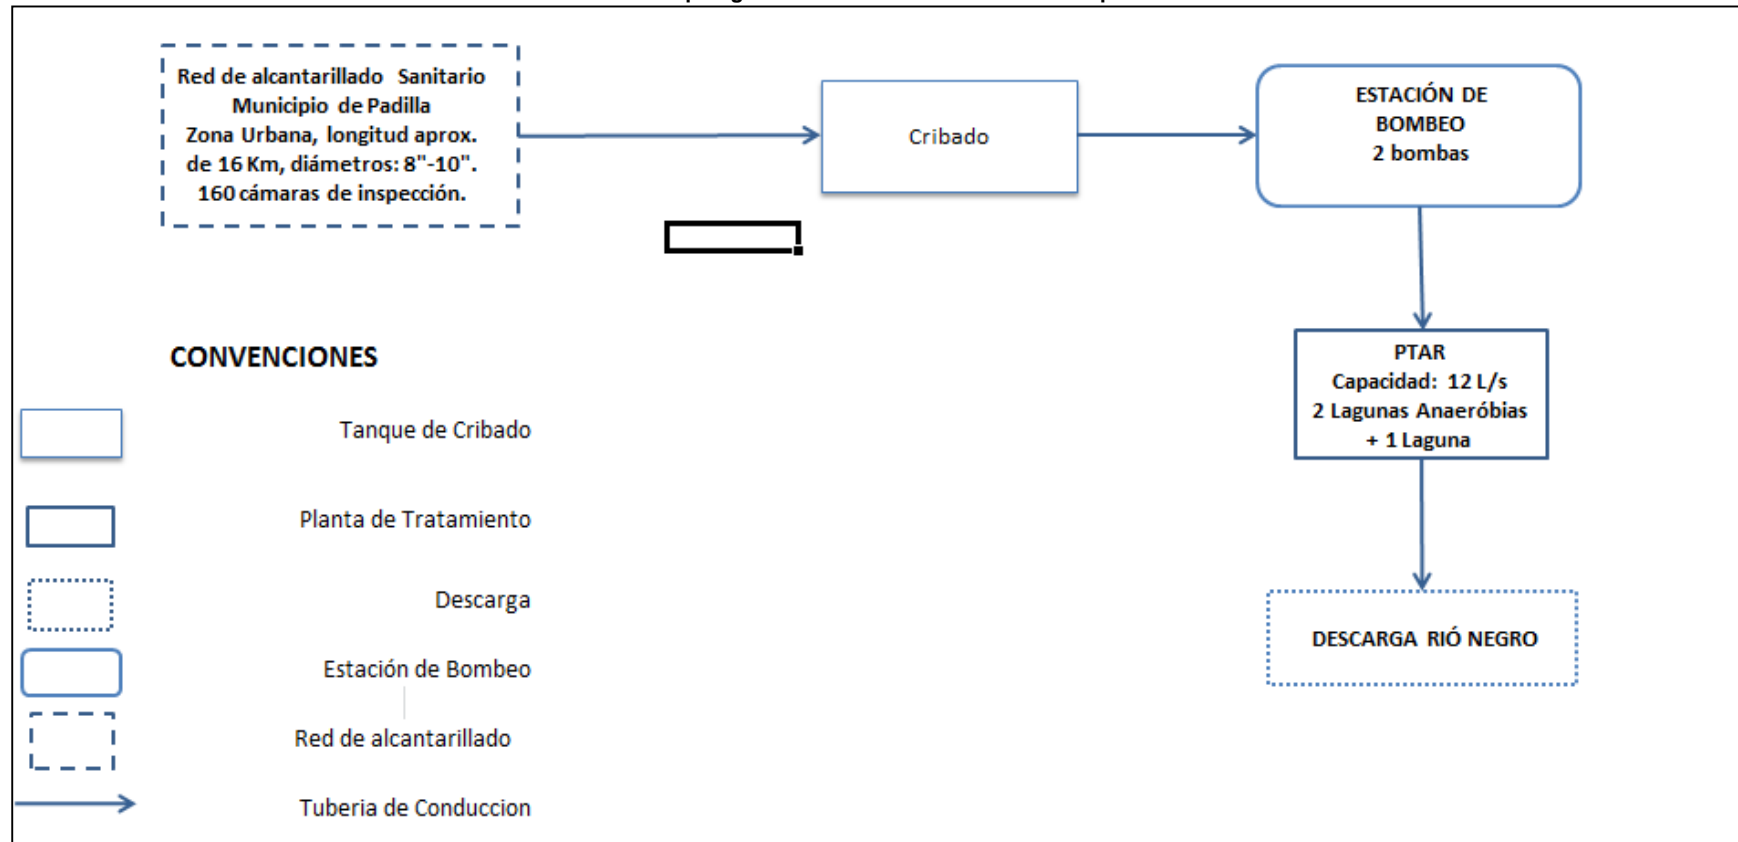 Red de alcantarillado Sanitario
Municipio de Padilla
Zona Urbana, longitud aprox.
de 16 Km, diámetros: 8"-10".
160 cámaras de inspección.
Cribado
ESTACIÓN DE
BOMBEO
2 bombas
PTAR
Capacidad: 12 L/s
2 Lagunas Anaeróbias
+ 1 Laguna
DESCARGA RIÓ NEGRO
CONVENCIONES
Tanque de Cribado
Planta de Tratamiento
Descarga
Estación de Bombeo
Red de alcantarillado
Tuberia de Conduccion